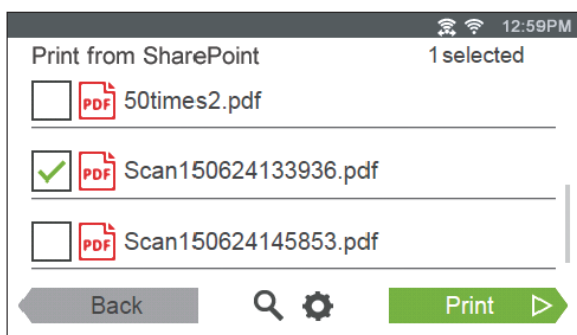 12:59PM
Print from SharePoint 1 selected
PDF 50times2.pdf
PDF Scan150624133936.pdf
PDF Scan150624145853.pdf
Back Print